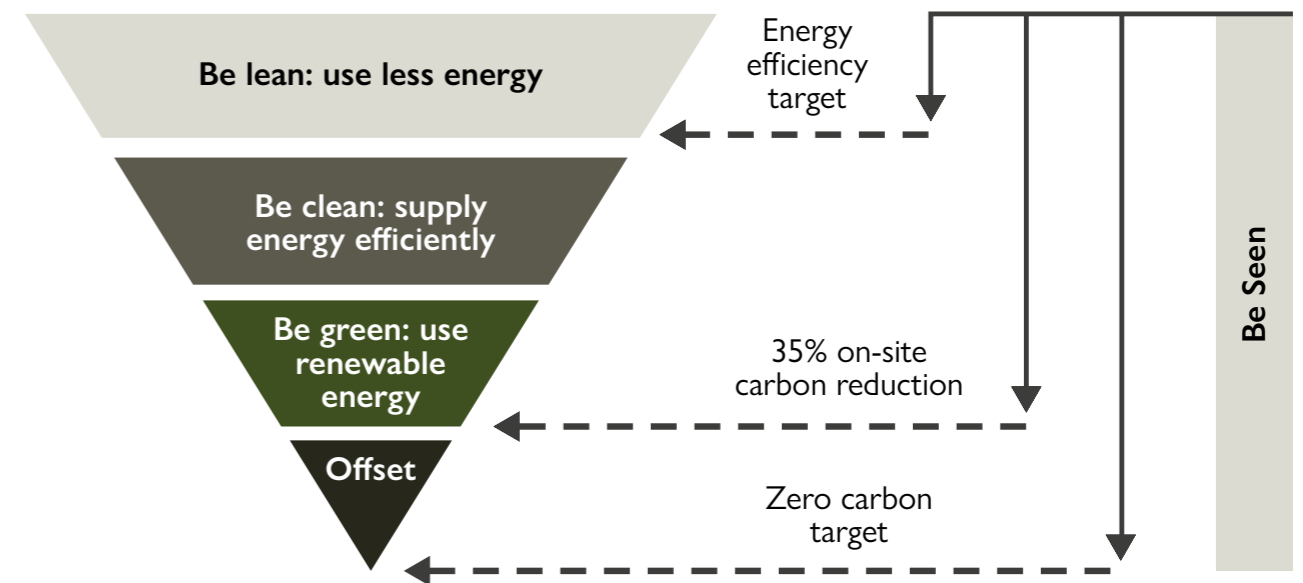 Be lean: use less energy
Energy
efficiency
target
Be clean: supply
energy efficiently
Be green: use
renewable
energy
35% on-site
carbon reduction
Offset
Zero carbon
target
Be Seen